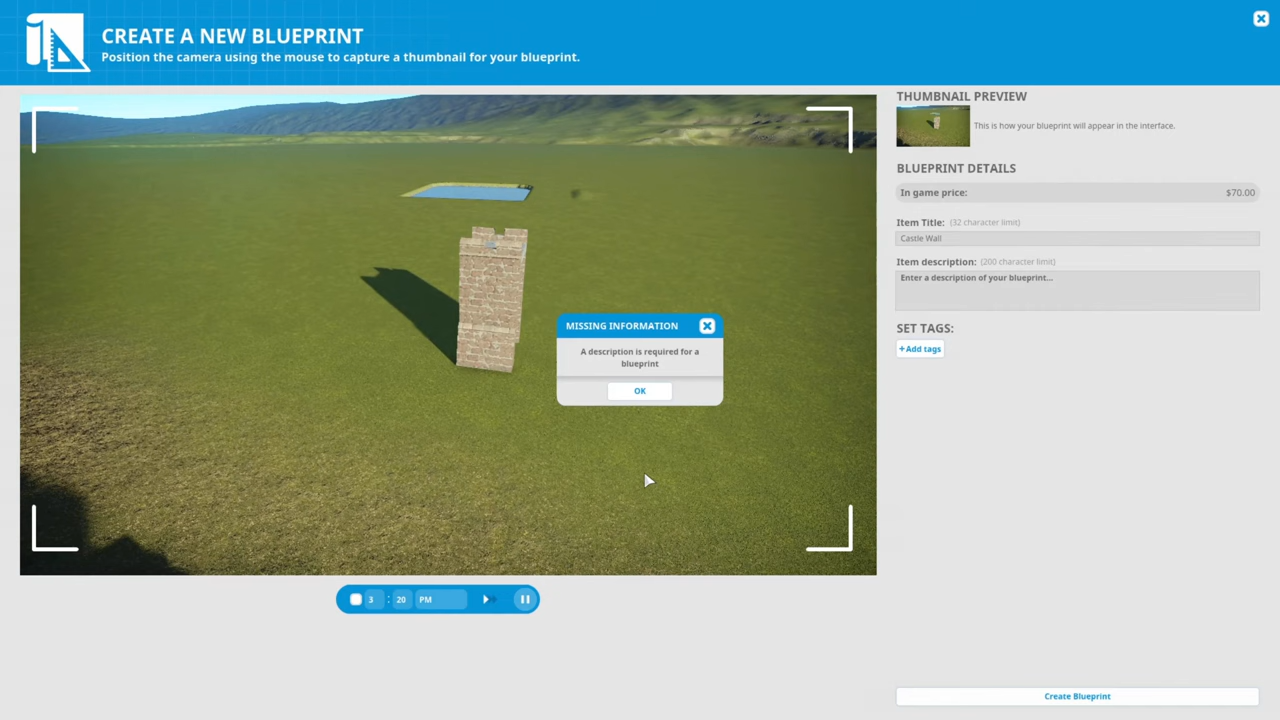 CREATE A NEW BLUEPRINT
Position the camera using the mouse to capture a thumbnail for your blueprint.
THUMBNAIL PREVIEW
This is how your blueprint will appear in the interface.
BLUEPRINT DETAILS
In game price: $70.00
Item Title: (32 character limit)
Castle Wall
Item description: (200 character limit)
Enter a description of your blueprint...
SET TAGS:
+Add tags
MISSING INFORMATION
A description is required for a
blueprint
OK
3 : 20 PM
Create Blueprint